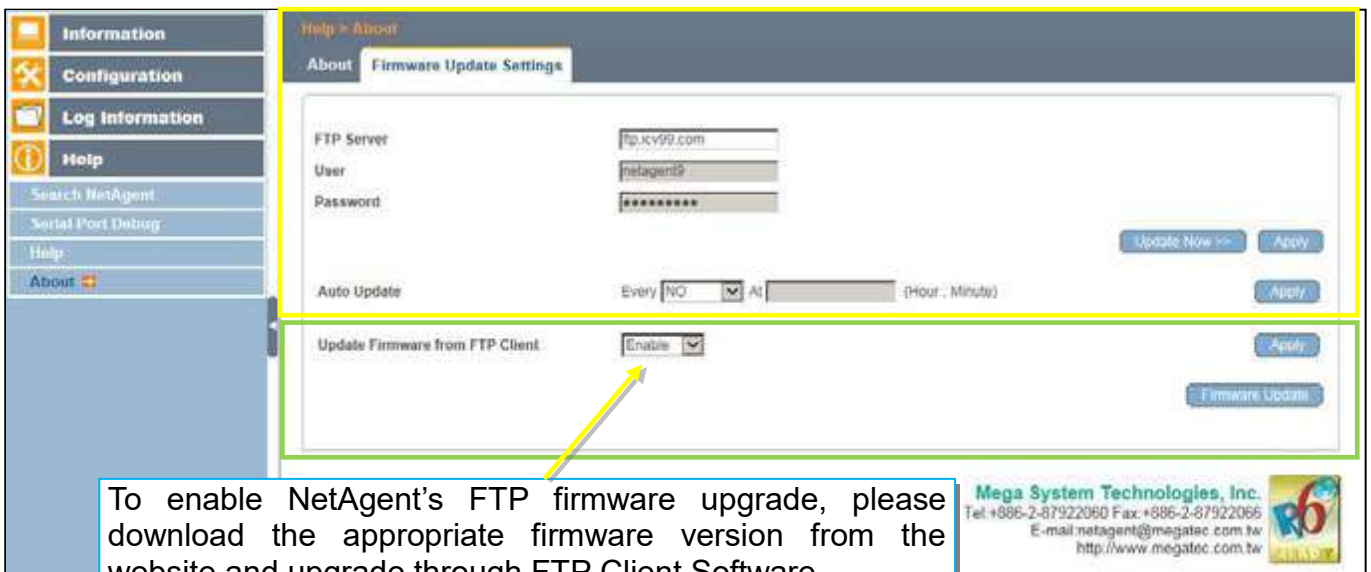 Information
Configuration
Log Information
Help
Search NetAgent
Serial Port Debug
Help
About
Help > About
About Firmware Update Settings
FTP Server ftp.icv99.com
User netagent9
Password •••••••••
Update Now >> Apply
Auto Update Every NO At (Hour : Minute) Apply
Update Firmware from FTP Client Enable Apply
Firmware Update
To enable NetAgent’s FTP firmware upgrade, please
download the appropriate firmware version from the
website and upgrade through FTP Client Software
Mega System Technologies, Inc.
Tel:+886-2-87922060 Fax:+886-2-87922066
E-mail:netagent@megatec.com.tw
http://www.megatec.com.tw